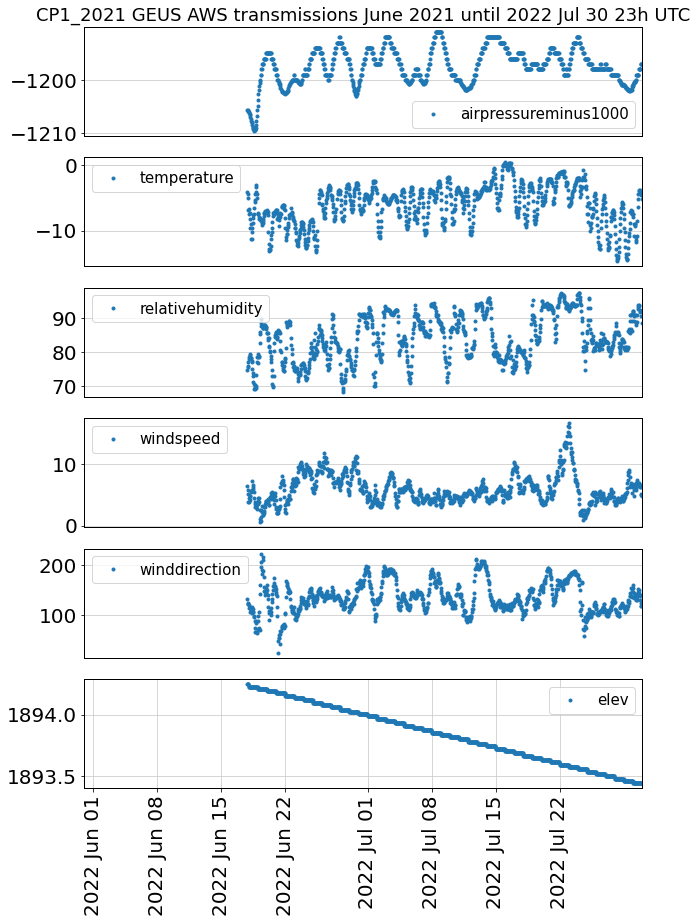 CP1_2021 GEUS AWS transmissions June 2021 until 2022 Jul 30 23h UTC
−1200
−1210
airpressureminus1000
0
−10
temperature
90
80
70
relativehumidity
10
0
windspeed
200
100
winddirection
1894.0
1893.5
elev
2022 Jun 01
2022 Jun 08
2022 Jun 15
2022 Jun 22
2022 Jul 01
2022 Jul 08
2022 Jul 15
2022 Jul 22